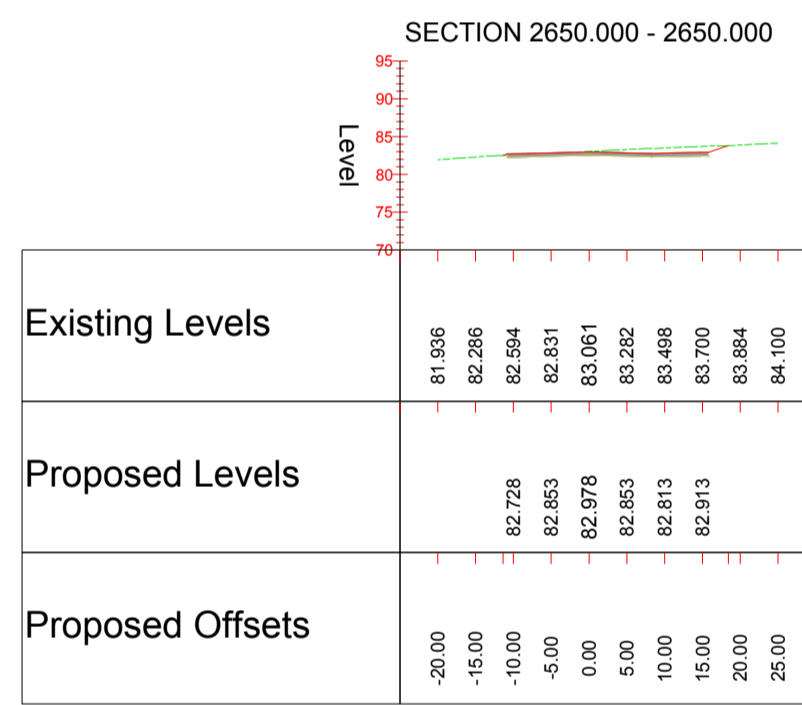 SECTION 2650.000 - 2650.000
95
90
85
80
75
70
Level
Existing Levels
81.936 82.286 82.594 82.831 83.061 83.282 83.498 83.700 83.884 84.100
Proposed Levels
82.728 82.853 82.978 82.853 82.813 82.913
Proposed Offsets
-20.00 -15.00 -10.00 -5.00 0.00 5.00 10.00 15.00 20.00 25.00